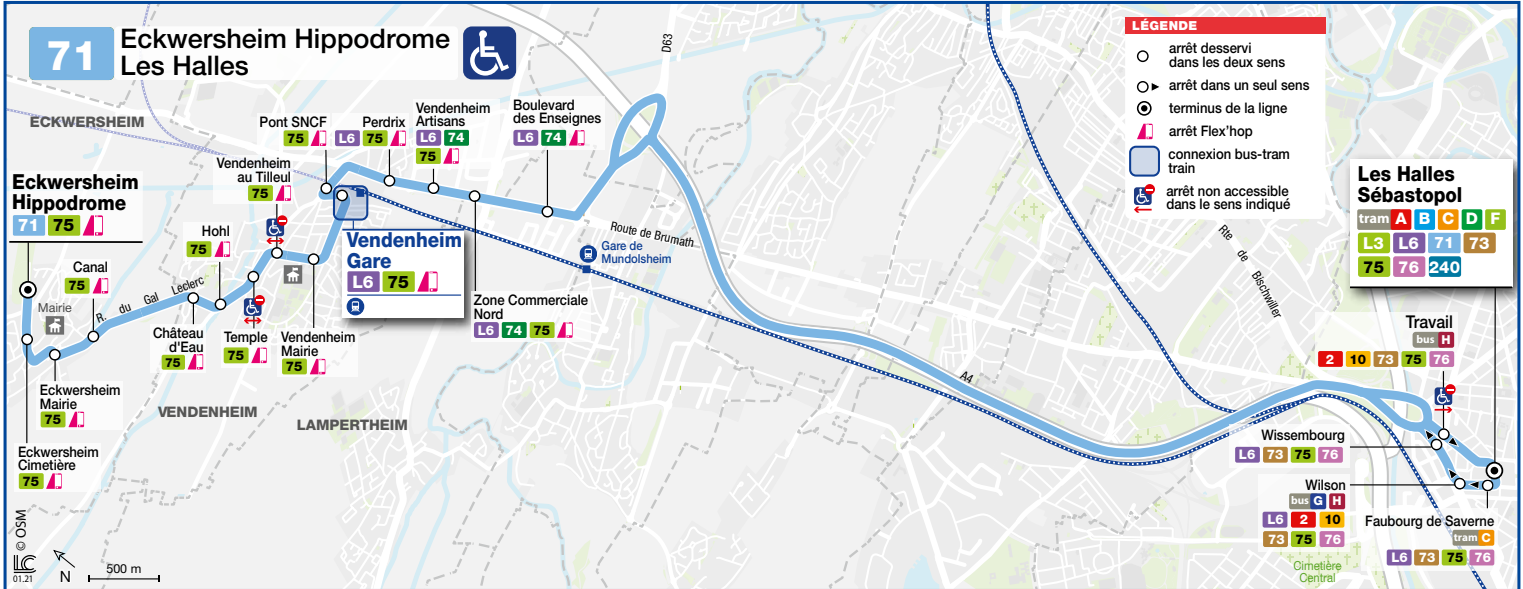 71
Eckwersheim Hippodrome
Les Halles
LÉGENDE
arrêt desservi
dans les deux sens
arrêt dans un seul sens
terminus de la ligne
arrêt Flex'hop
connexion bus-tram
train
arrêt non accessible
dans le sens indiqué
ECKWERSHEIM
VENDENHEIM
LAMPERTHEIM
Eckwersheim
Hippodrome
71 75
Mairie
Canal
75
R. du Gal Leclerc
Eckwersheim
Mairie
75
Eckwersheim
Cimetière
75
Château
d'Eau
75
Hohl
75
Temple
75
Vendenheim
au Tilleul
75
Vendenheim
Mairie
75
Vendenheim
Gare
L6 75
Pont SNCF
75
Perdrix
L6 75
Vendenheim
Artisans
L6 74
75
Zone Commerciale
Nord
L6 74 75
Boulevard
des Enseignes
L6 74
D63
Route de Brumath
Gare de
Mundolsheim
A4
Rte de Bischwiller
Les Halles
Sébastopol
tram A B C D F
L3 L6 71 73
75 76 240
Travail
bus H
2 10 73 75 76
Wissembourg
L6 73 75 76
Wilson
bus G H
L6 2 10
73 75 76
Faubourg de Saverne
tram C
L6 73 75 76
Cimetière
Central
© OSM
LC
01.21
N
500 m